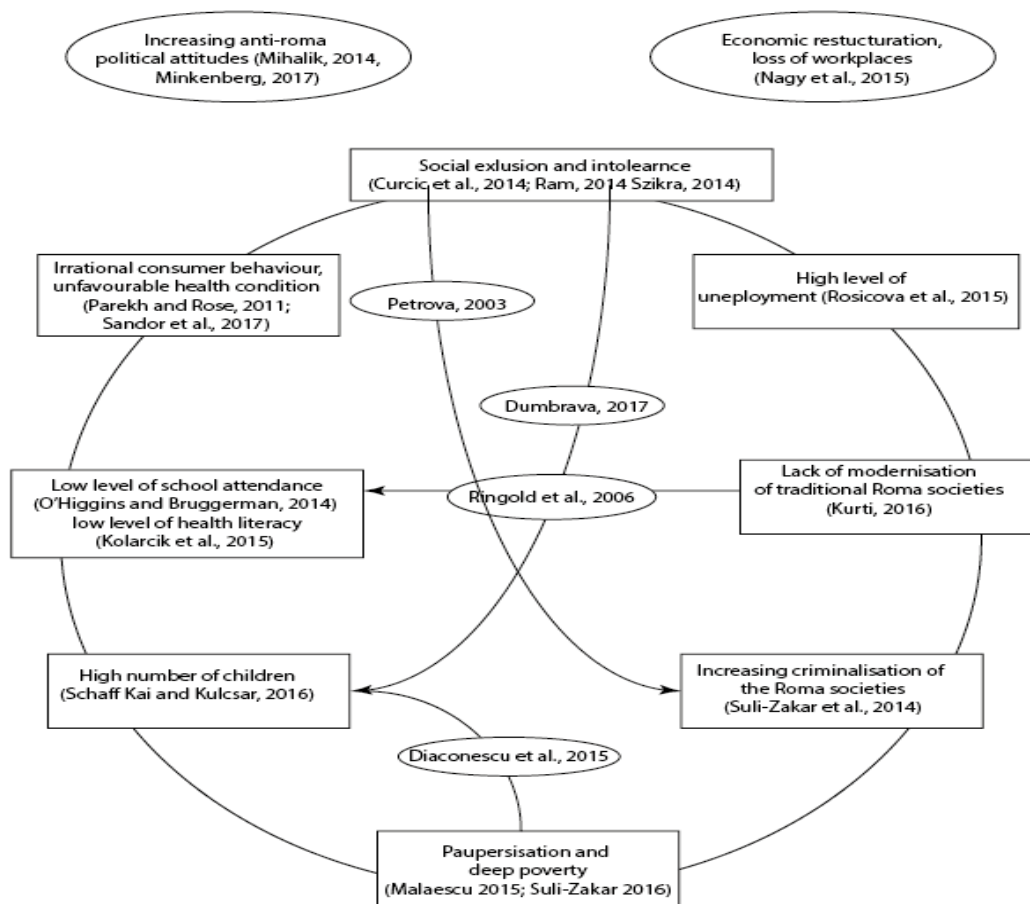 Increasing anti-roma
political attitudes (Mihalik, 2014,
Minkenberg, 2017)
Economic restucturation,
loss of workplaces
(Nagy et al., 2015)
Social exlusion and intolearnce
(Curcic et al., 2014; Ram, 2014 Szikra, 2014)
Irrational consumer behaviour,
unfavourable health condition
(Parekh and Rose, 2011;
Sandor et al., 2017)
Petrova, 2003
High level of
uneployment (Rosicova et al., 2015)
Dumbrava, 2017
Low level of school attendance
(O'Higgins and Bruggerman, 2014)
low level of health literacy
(Kolarcik et al., 2015)
Ringold et al., 2006
Lack of modernisation
of traditional Roma societies
(Kurti, 2016)
High number of children
(Schaff Kai and Kulcsar, 2016)
Increasing criminalisation of
the Roma societies
(Suli-Zakar et al., 2014)
Diaconescu et al., 2015
Paupersisation and
deep poverty
(Malaescu 2015; Suli-Zakar 2016)